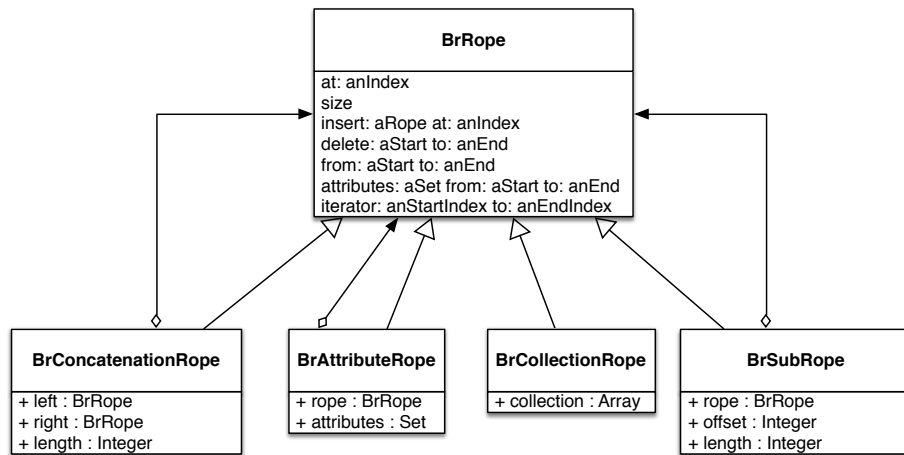 BrRope
at: anIndex
size
insert: aRope at: anIndex
delete: aStart to: anEnd
from: aStart to: anEnd
attributes: aSet from: aStart to: anEnd
iterator: anStartIndex to: anEndIndex
BrConcatenationRope
+ left : BrRope
+ right : BrRope
+ length : Integer
BrAttributeRope
+ rope : BrRope
+ attributes : Set
BrCollectionRope
+ collection : Array
BrSubRope
+ rope : BrRope
+ offset : Integer
+ length : Integer